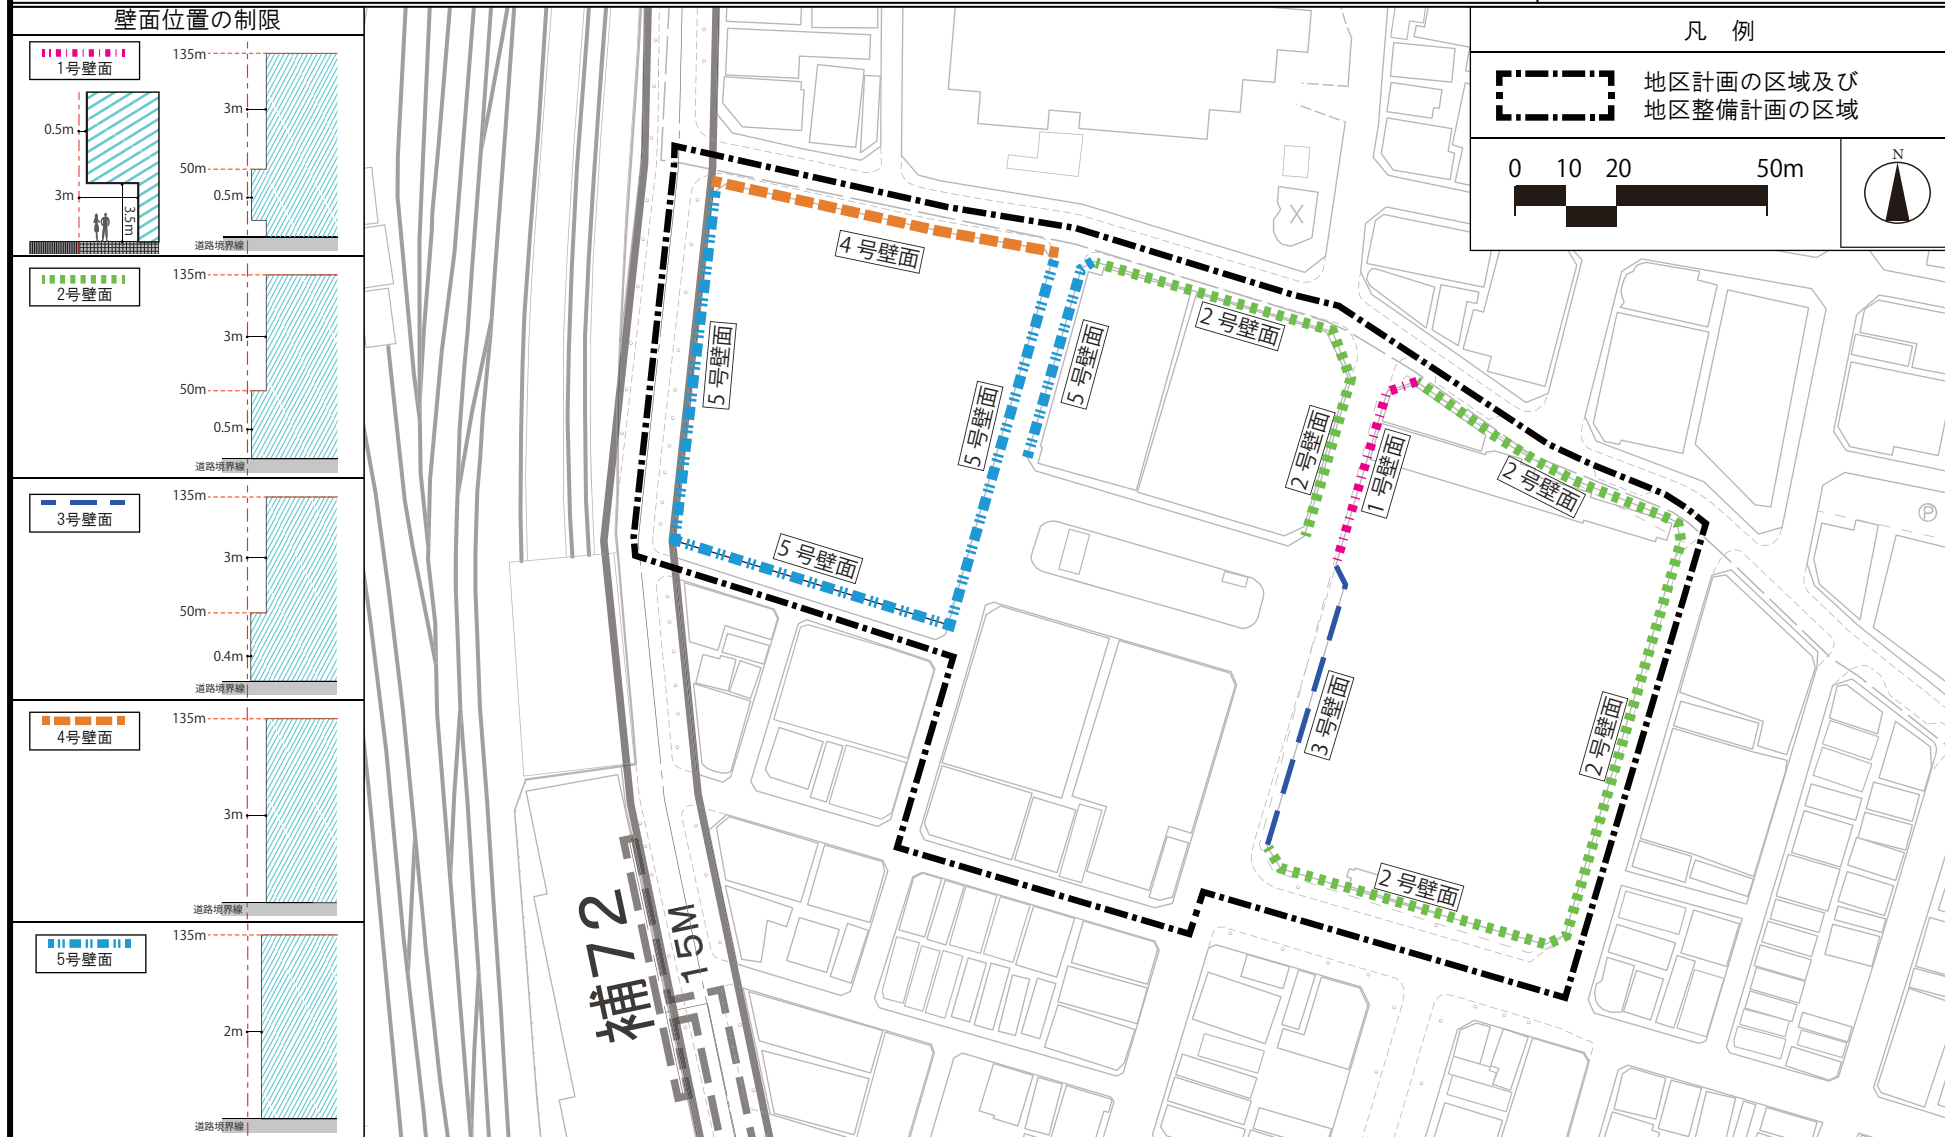 壁面位置の制限
1号壁面
0.5m
3m
3.5m
135m
3m
50m
0.5m
道路境界線
2号壁面
135m
3m
50m
0.5m
道路境界線
3号壁面
135m
3m
50m
0.4m
道路境界線
4号壁面
135m
3m
道路境界線
5号壁面
135m
2m
道路境界線
凡 例
地区計画の区域及び
地区整備計画の区域
0 10 20 50m
N
4 号壁面
5 号壁面
5 号壁面
5 号壁面
5 号壁面
2 号壁面
2 号壁面
1 号壁面
2 号壁面
3 号壁面
2 号壁面
2 号壁面
P
補72
15M